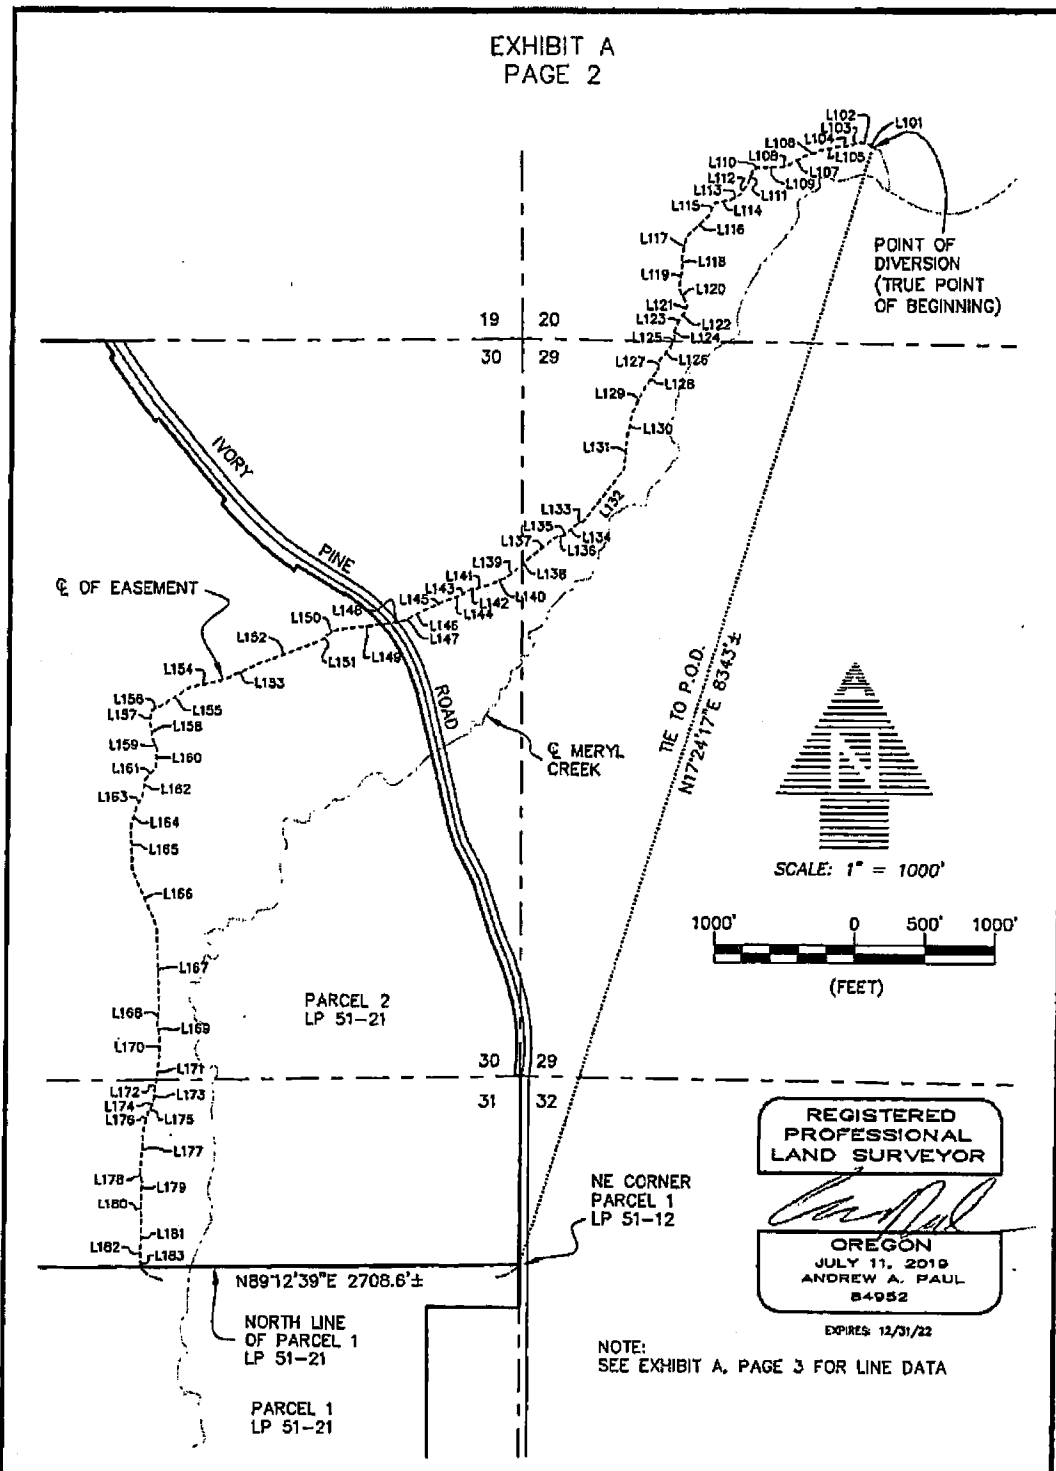 EXHIBIT A
PAGE 2
L102
L103
L101
L104
L106
L105
L108
L107
L110
L109
L112
L111
L113
L114
L115
L116
L117
L118
L119
L120
L121
L122
L123
L124
L125
L126
L127
L128
L129
L130
L131
L132
POINT OF
DIVERSION
(TRUE POINT
OF BEGINNING)
19 20
30 29
IVORY
PINE
ROAD
L133
L134
L135
L136
L137
L138
L139
L140
L141
L142
L143
L144
L145
L146
L147
L148
L149
L150
L151
L152
L153
L154
L155
L156
L157
L158
L159
L160
L161
L162
L163
L164
L165
L166
L167
L168
L169
L170
L171
L172
L173
L174
L175
L176
L177
L178
L179
L180
L181
L182
L183
℄ OF EASEMENT
℄ MERYL
CREEK
TIE TO P.O.D.
N17°24'17"E 8343'±
N
SCALE: 1" = 1000'
1000' 0 500' 1000'
(FEET)
PARCEL 2
LP 51-21
30 29
31 32
NE CORNER
PARCEL 1
LP 51-12
N89°12'39"E 2708.6'±
NORTH LINE
OF PARCEL 1
LP 51-21
PARCEL 1
LP 51-21
REGISTERED
PROFESSIONAL
LAND SURVEYOR
OREGON
JULY 11, 2019
ANDREW A. PAUL
84952
EXPIRES: 12/31/22
NOTE:
SEE EXHIBIT A, PAGE 3 FOR LINE DATA